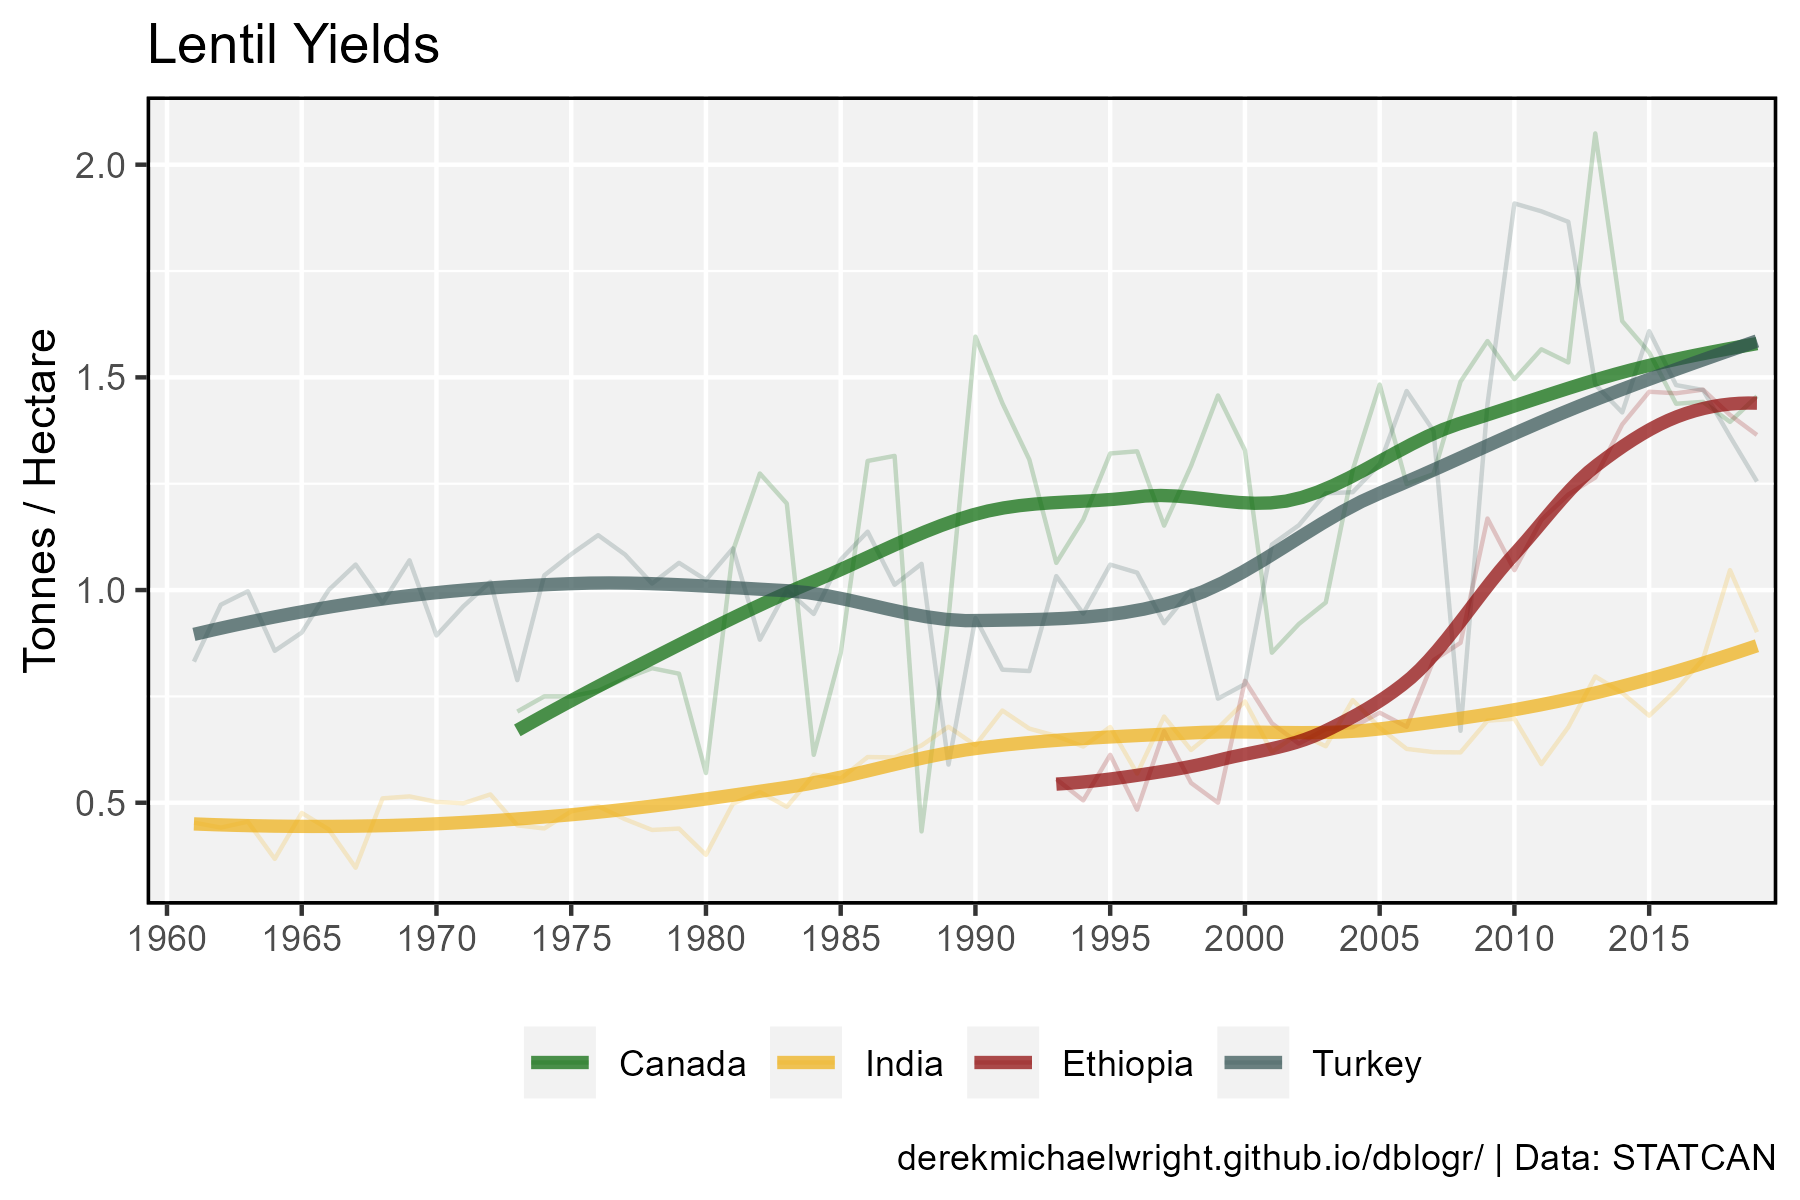 Lentil Yields
Tonnes / Hectare
2.0
1.5
1.0
0.5
1960 1965 1970 1975 1980 1985 1990 1995 2000 2005 2010 2015
Canada India Ethiopia Turkey
derekmichaelwright.github.io/dblogr/ | Data: STATCAN